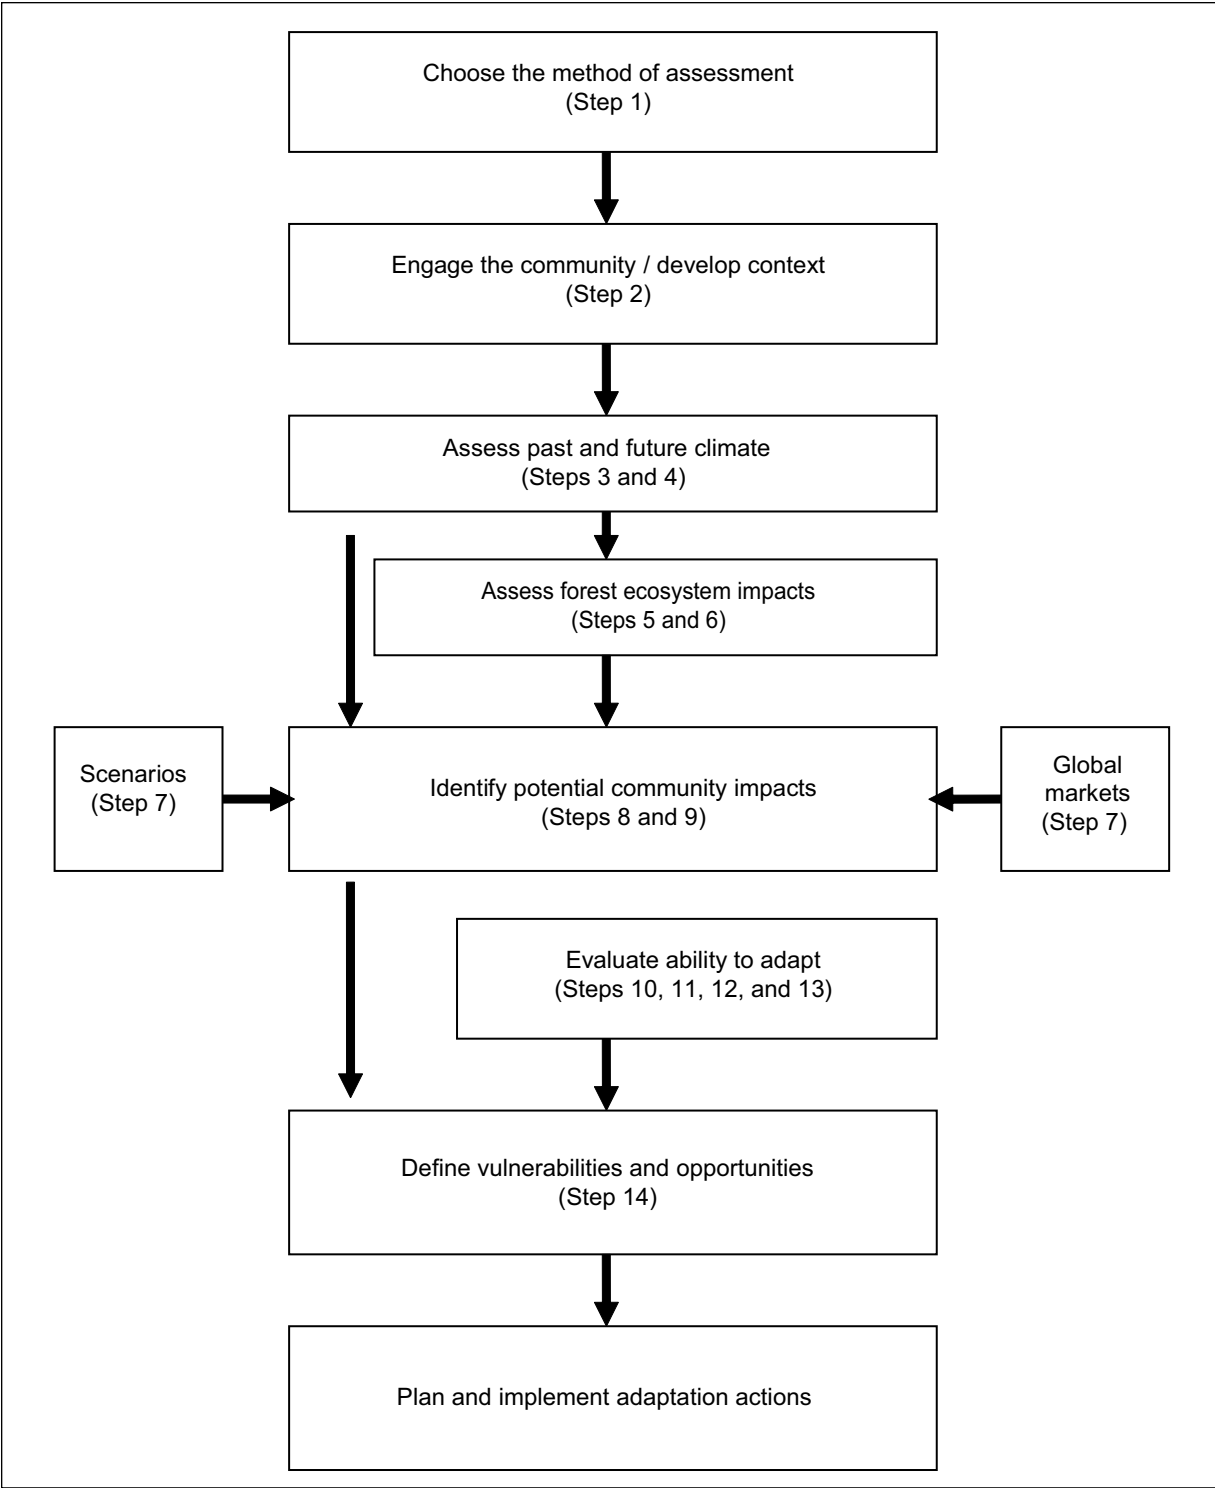 Choose the method of assessment
(Step 1)
Engage the community / develop context
(Step 2)
Assess past and future climate
(Steps 3 and 4)
Assess forest ecosystem impacts
(Steps 5 and 6)
Scenarios
(Step 7)
Identify potential community impacts
(Steps 8 and 9)
Global
markets
(Step 7)
Evaluate ability to adapt
(Steps 10, 11, 12, and 13)
Define vulnerabilities and opportunities
(Step 14)
Plan and implement adaptation actions